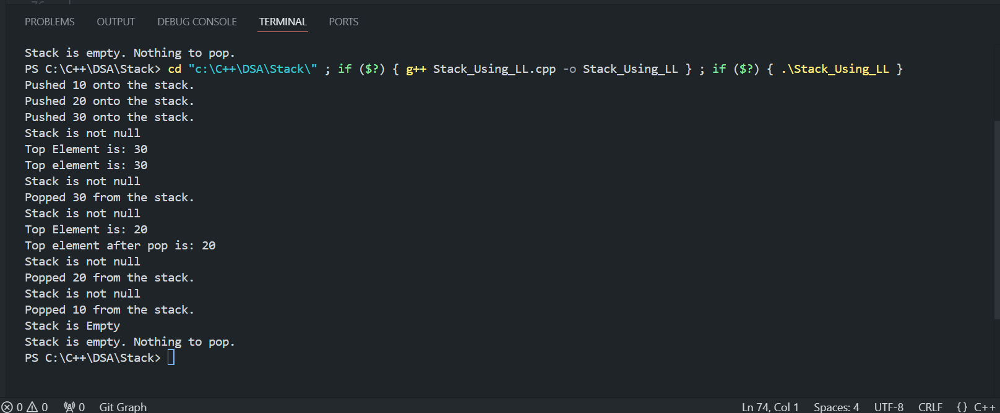 PROBLEMS OUTPUT DEBUG CONSOLE TERMINAL PORTS
Stack is empty. Nothing to pop.
PS C:\C++\DSA\Stack> cd "c:\C++\DSA\Stack\" ; if ($?) { g++ Stack_Using_LL.cpp -o Stack_Using_LL } ; if ($?) { .\Stack_Using_LL }
Pushed 10 onto the stack.
Pushed 20 onto the stack.
Pushed 30 onto the stack.
Stack is not null
Top Element is: 30
Top element is: 30
Stack is not null
Popped 30 from the stack.
Stack is not null
Top Element is: 20
Top element after pop is: 20
Stack is not null
Popped 20 from the stack.
Stack is not null
Popped 10 from the stack.
Stack is Empty
Stack is empty. Nothing to pop.
PS C:\C++\DSA\Stack>
0 0 0 Git Graph Ln 74, Col 1 Spaces: 4 UTF-8 CRLF {} C++